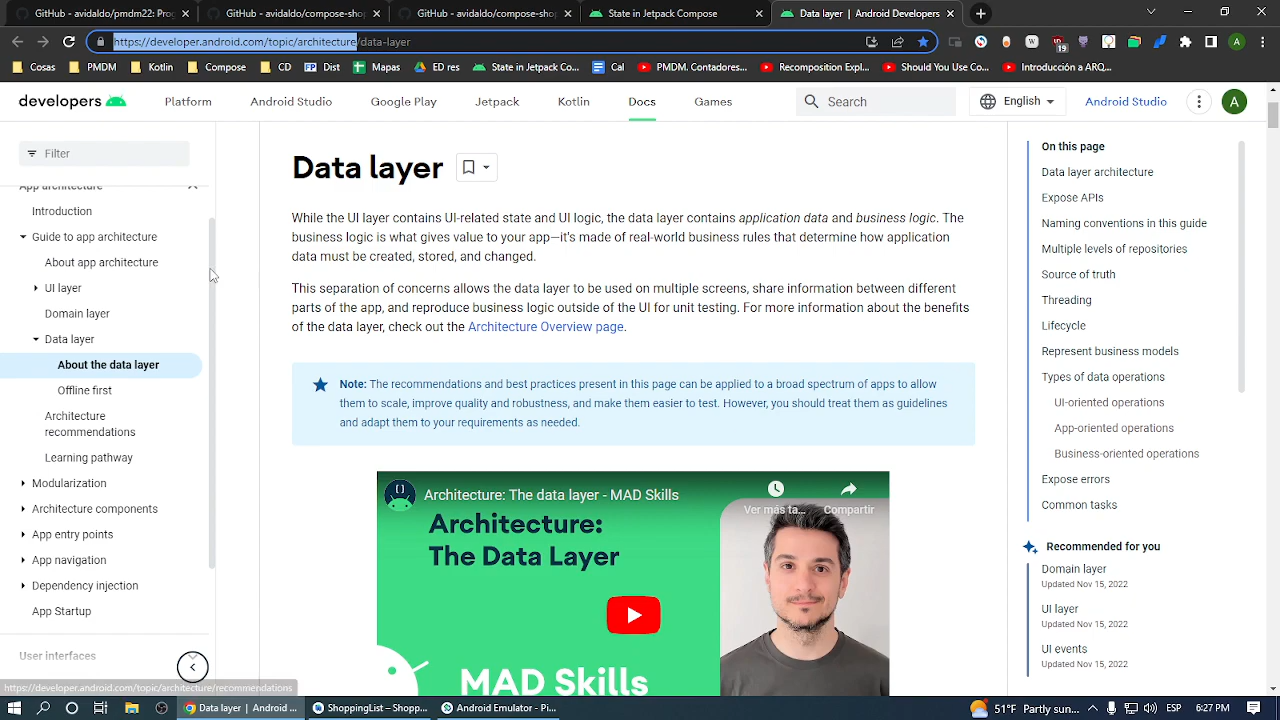 GitHub - avidalo/pmdm22 Pro
GitHub - avidalo/compose-shop
GitHub - avidalo/compose-shop
State in Jetpack Compose
Data layer | Android Develope
https://developer.android.com/topic/architecture/data-layer
19
A
Cosas
PMDM
Kotlin
Compose
CD
Dist
Mapas
ED res
State in Jetpack Co...
Cal
PMDM. Contadores...
Recomposition Expl...
Should You Use Co...
Introducción a ARQ...
developers
Platform
Android Studio
Google Play
Jetpack
Kotlin
Docs
Games
Search
English
Android Studio
A
Filter
App architecture
Introduction
Guide to app architecture
About app architecture
UI layer
Domain layer
Data layer
About the data layer
Offline first
Architecture
recommendations
Learning pathway
Modularization
Architecture components
App entry points
App navigation
Dependency injection
App Startup
User interfaces
https://developer.android.com/topic/architecture/recommendations
Data layer
While the UI layer contains UI-related state and UI logic, the data layer contains application data and business logic. The
business logic is what gives value to your app—it's made of real-world business rules that determine how application
data must be created, stored, and changed.
This separation of concerns allows the data layer to be used on multiple screens, share information between different
parts of the app, and reproduce business logic outside of the UI for unit testing. For more information about the benefits
of the data layer, check out the Architecture Overview page.
Note: The recommendations and best practices present in this page can be applied to a broad spectrum of apps to allow
them to scale, improve quality and robustness, and make them easier to test. However, you should treat them as guidelines
and adapt them to your requirements as needed.
Architecture: The data layer - MAD Skills
Ver más ta...
Compartir
Architecture:
The Data Layer
MAD Skills
On this page
Data layer architecture
Expose APIs
Naming conventions in this guide
Multiple levels of repositories
Source of truth
Threading
Lifecycle
Represent business models
Types of data operations
UI-oriented operations
App-oriented operations
Business-oriented operations
Expose errors
Common tasks
Recommended for you
Domain layer
Updated Nov 15, 2022
UI layer
Updated Nov 15, 2022
UI events
Updated Nov 15, 2022
Data layer | Android ...
ShoppingList – Shopp...
Android Emulator - Pi...
51°F Partly sun...
ESP
6:27 PM